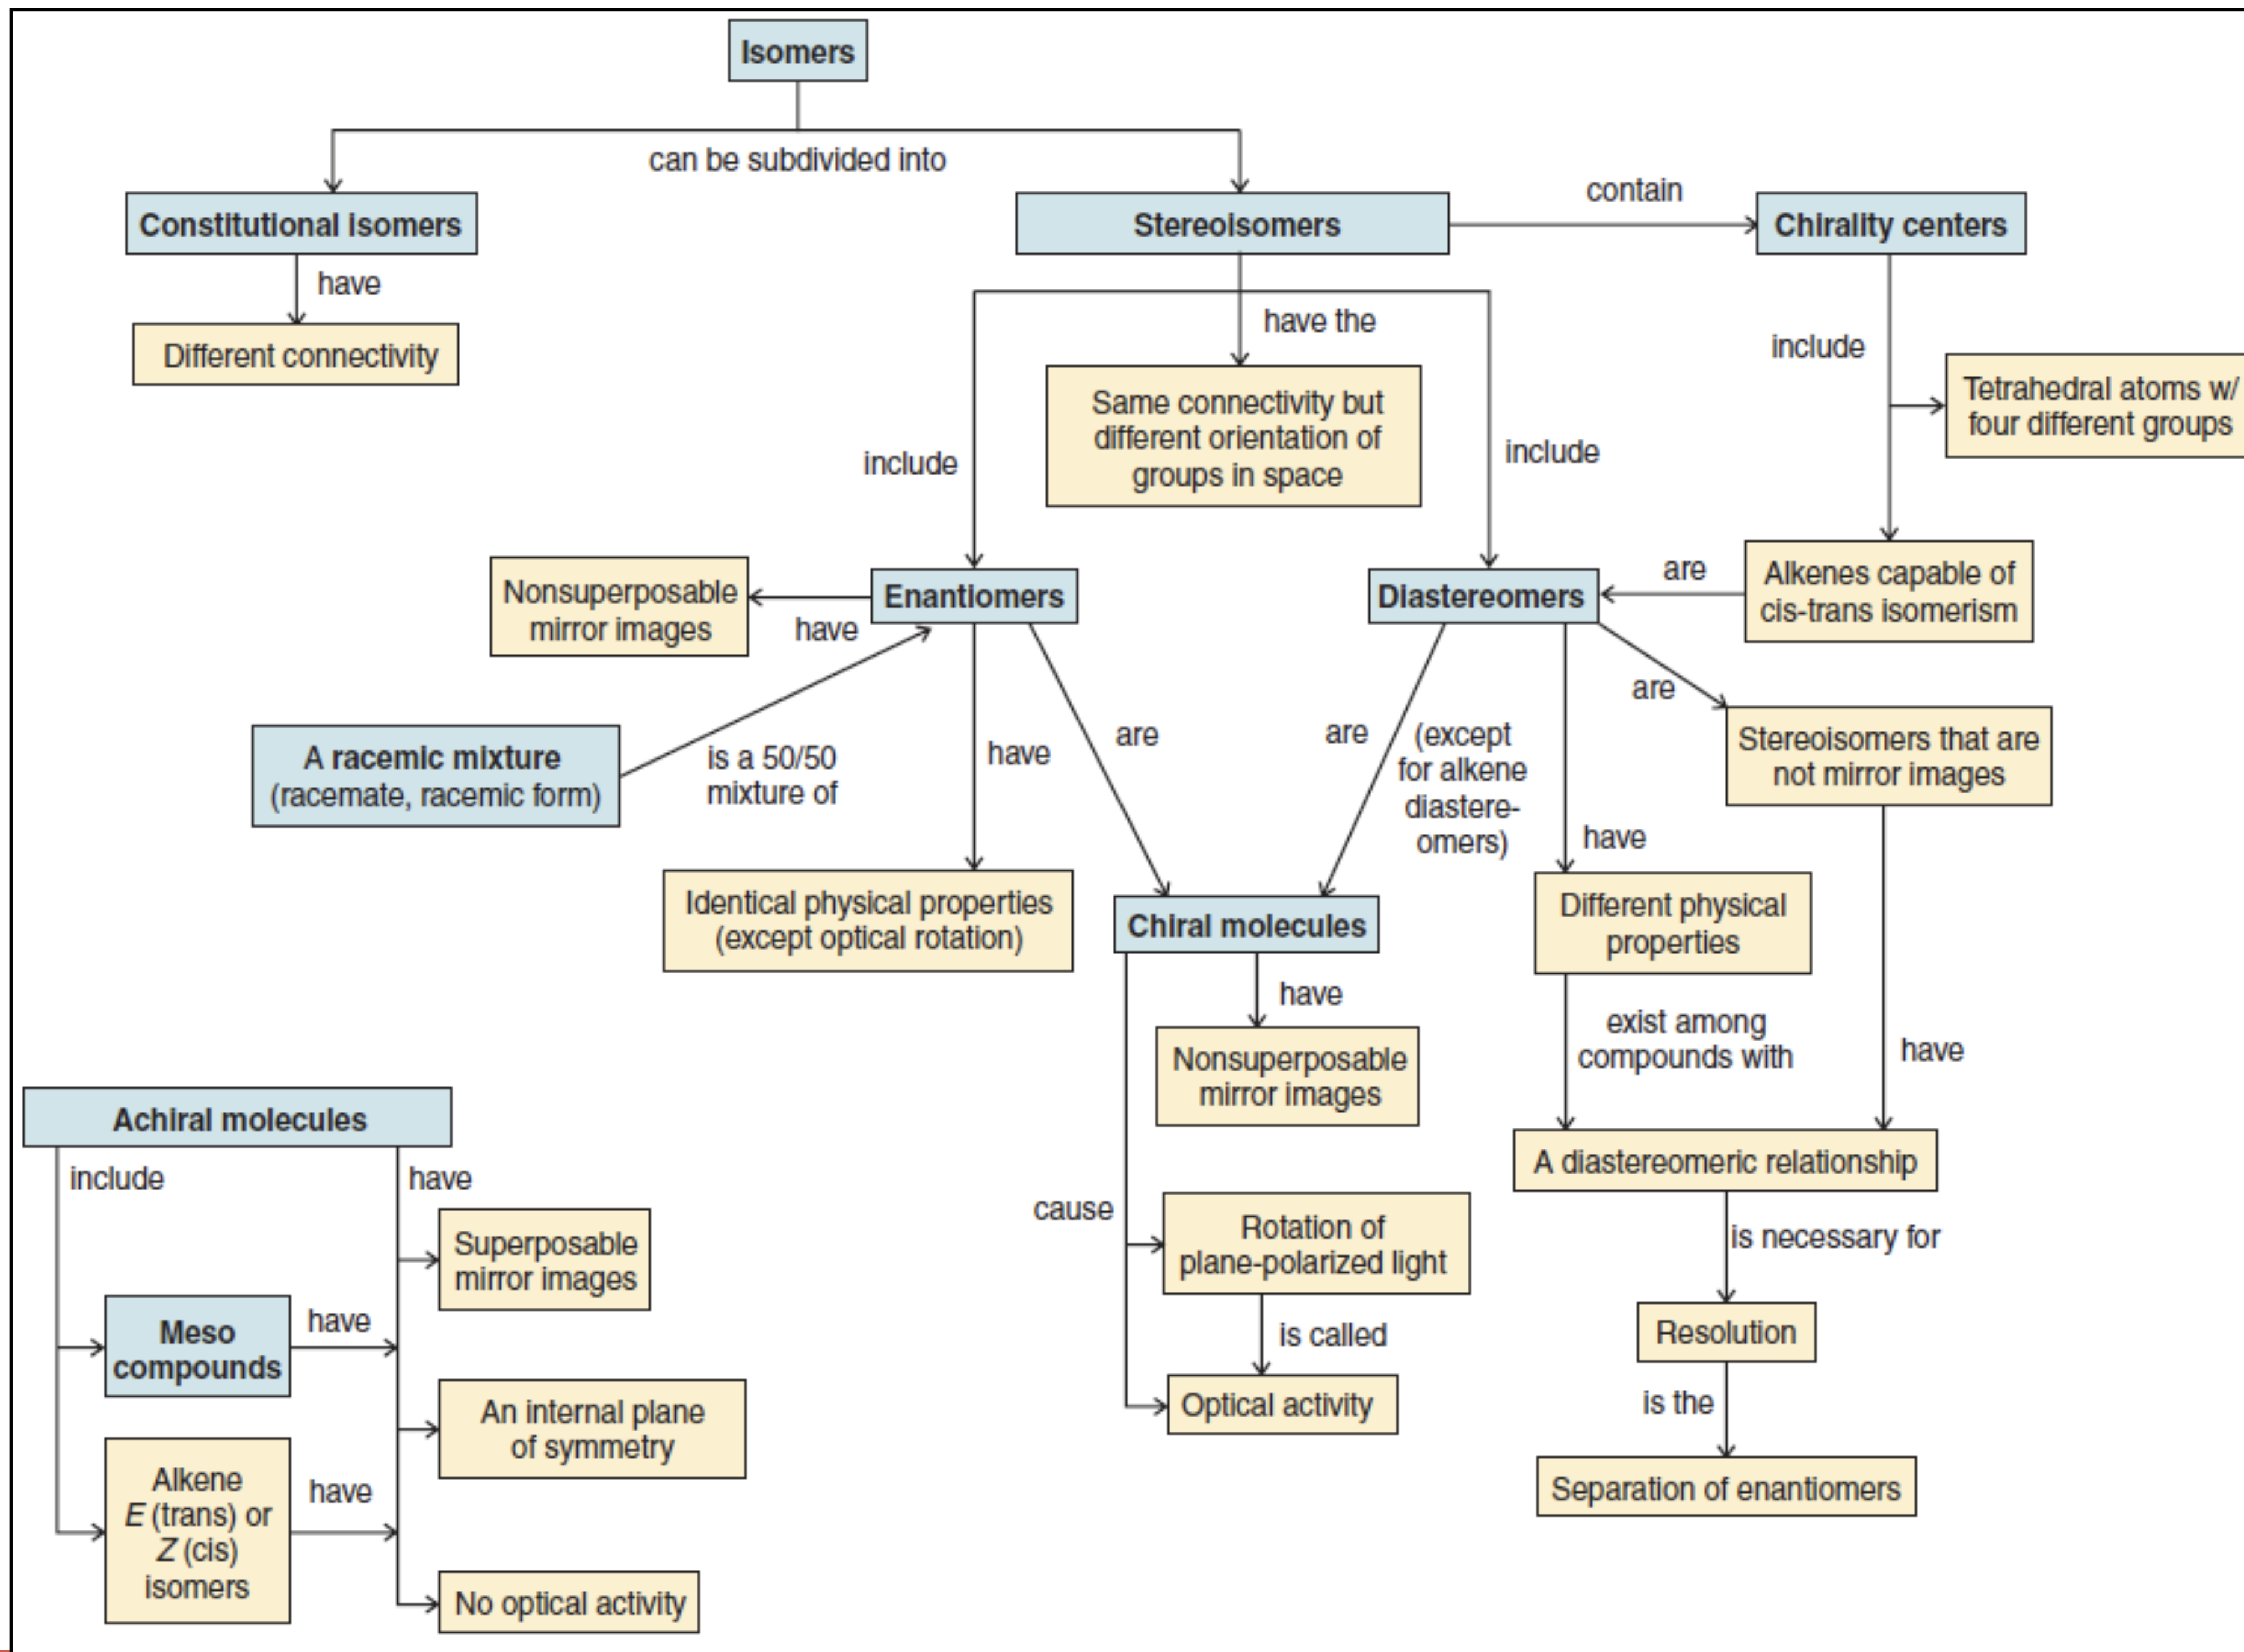 Isomers
can be subdivided into
Constitutional isomers
have
Different connectivity
Stereoisomers
contain
Chirality centers
have the
Same connectivity but
different orientation of
groups in space
include
Tetrahedral atoms w/
four different groups
include
include
Nonsuperposable
mirror images
have
Enantiomers
Diastereomers
are
Alkenes capable of
cis-trans isomerism
A racemic mixture
(racemate, racemic form)
is a 50/50
mixture of
have
are
are
(except
for alkene
diastere-
omers)
have
are
Stereoisomers that are
not mirror images
Identical physical properties
(except optical rotation)
Chiral molecules
Different physical
properties
have
Nonsuperposable
mirror images
exist among
compounds with
have
A diastereomeric relationship
cause
Rotation of
plane-polarized light
is called
Optical activity
is necessary for
Resolution
is the
Separation of enantiomers
Achiral molecules
include
have
Superposable
mirror images
Meso
compounds
have
An internal plane
of symmetry
Alkene
E (trans) or
Z (cis)
isomers
have
No optical activity